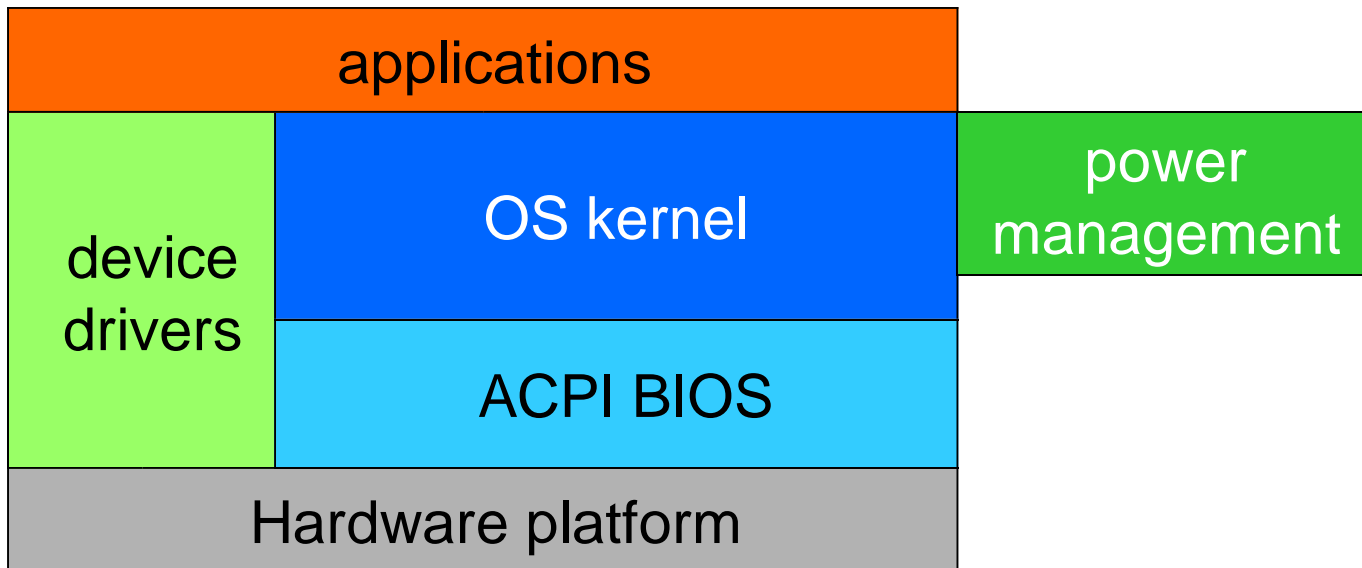 applications
device
drivers
OS kernel
power
management
ACPI BIOS
Hardware platform